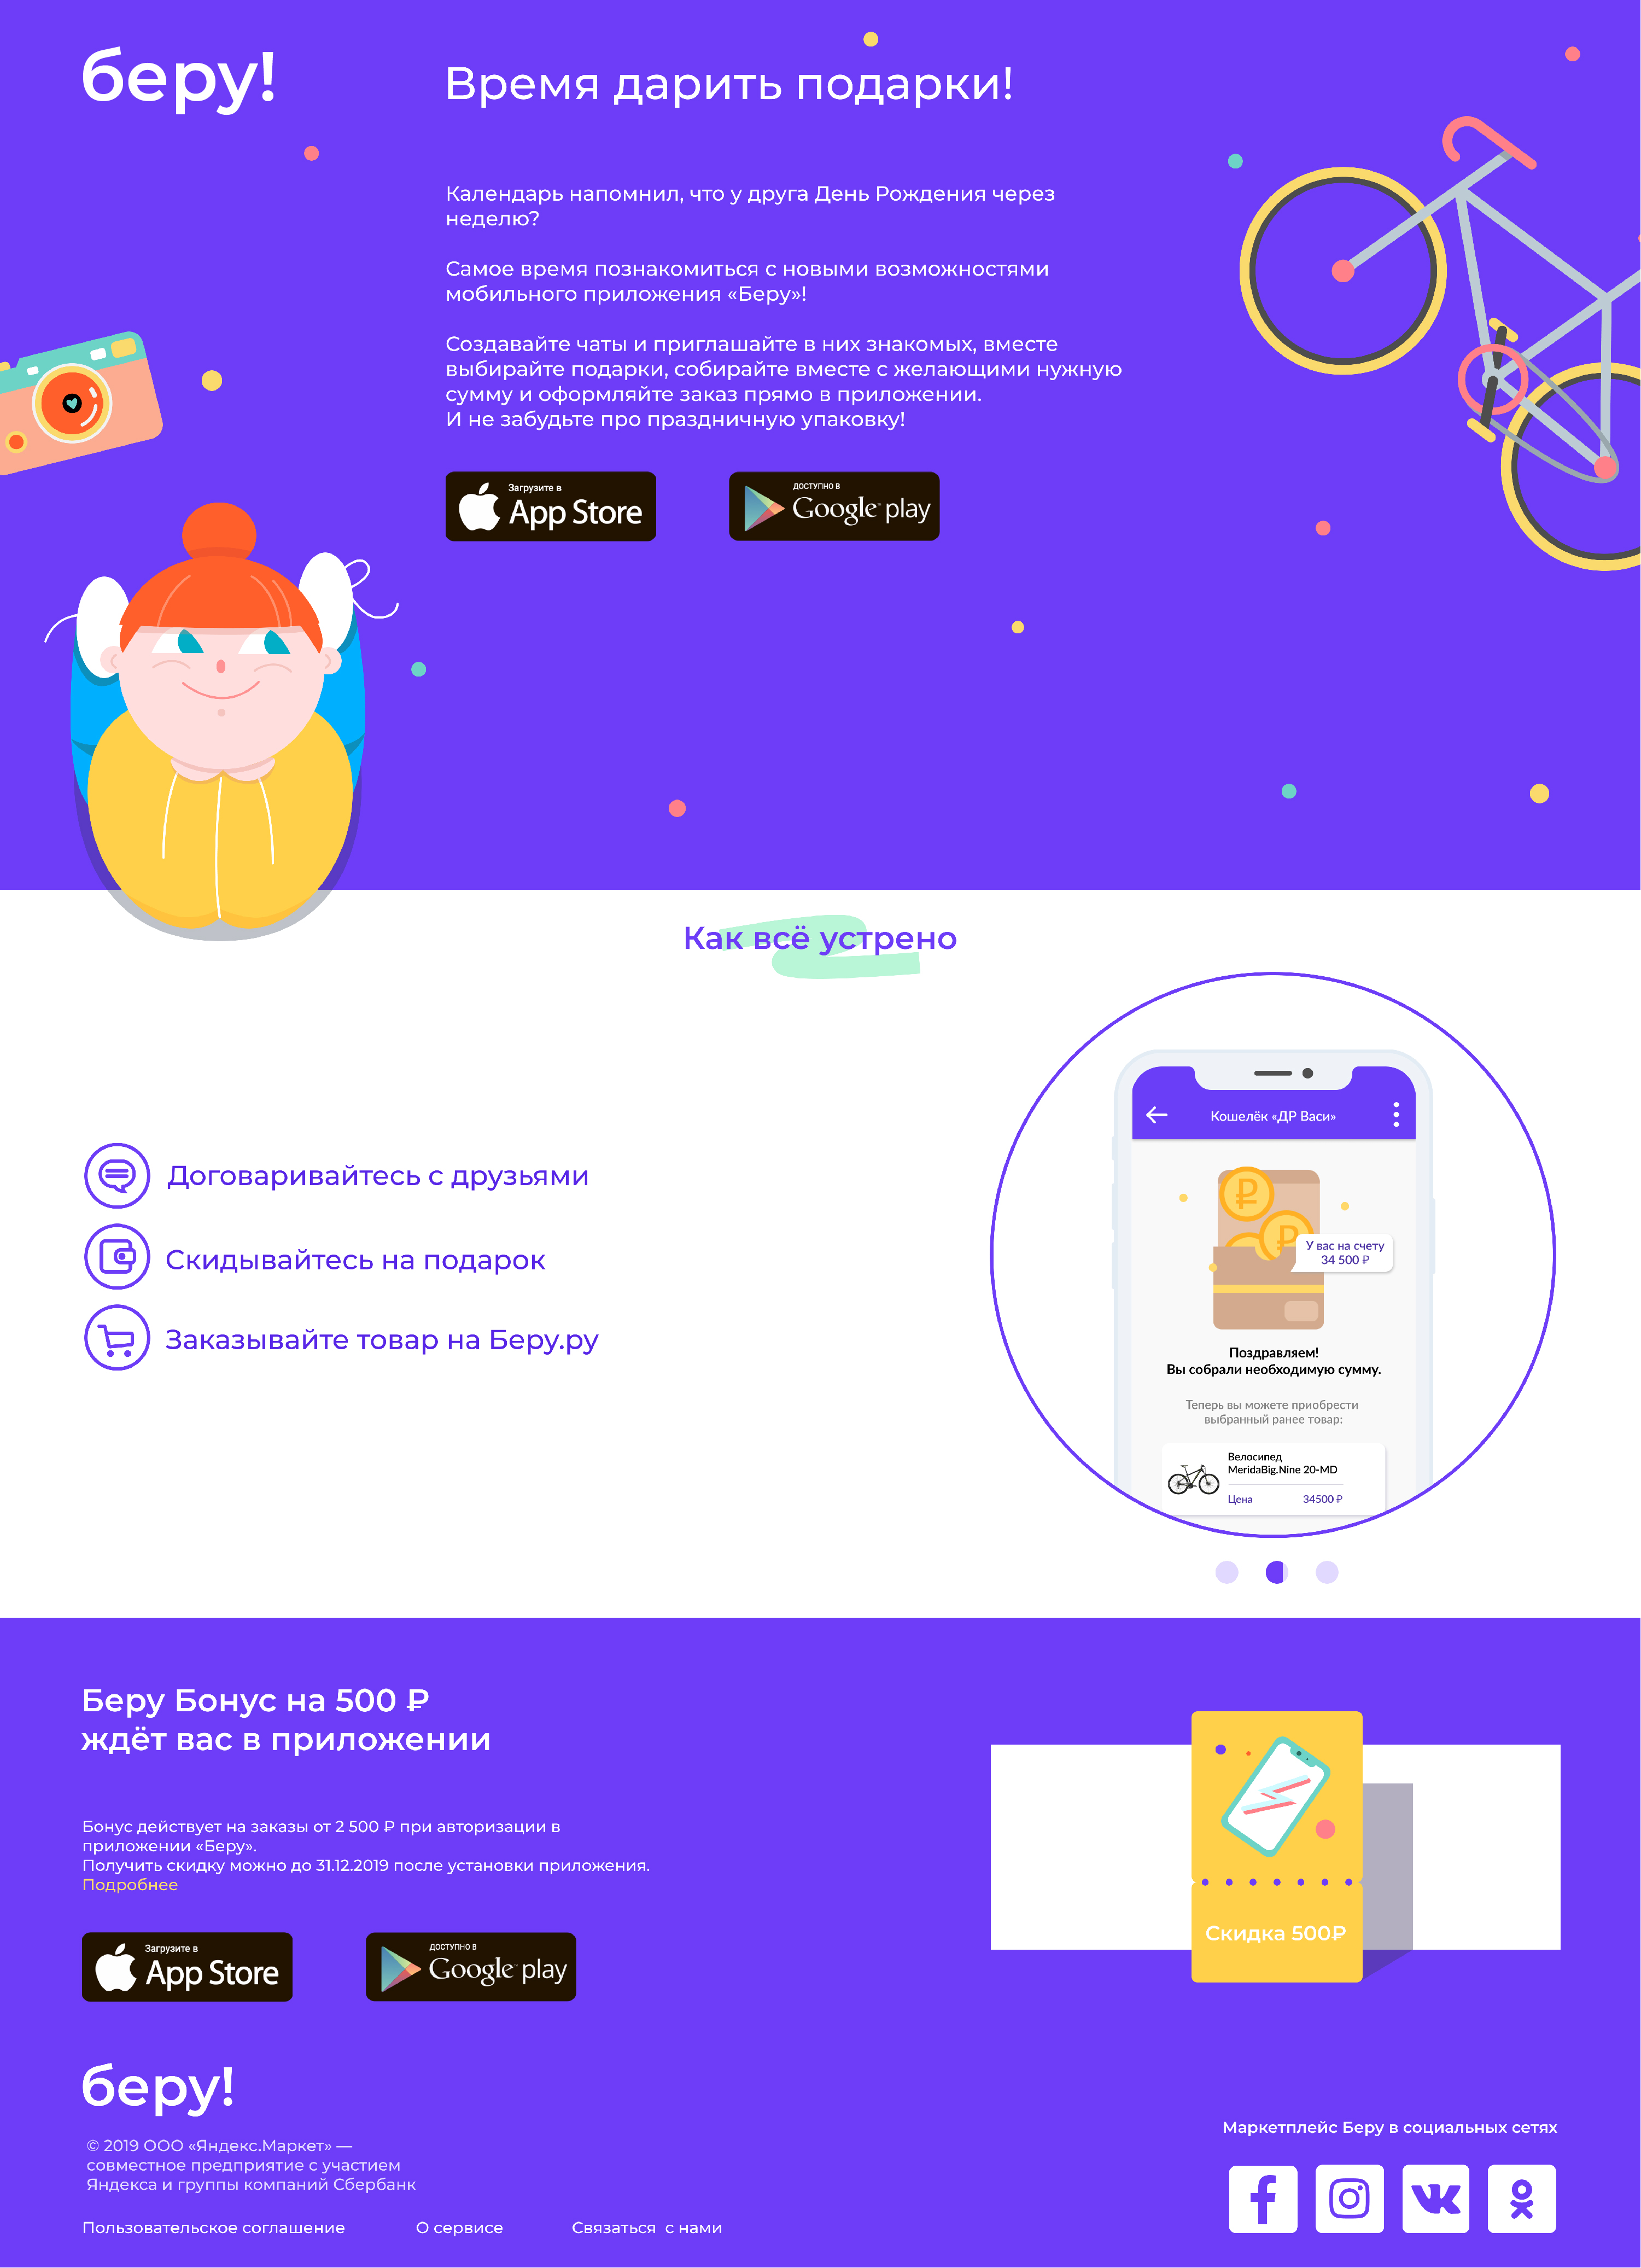 беру!
Время дарить подарки!
Календарь напомнил, что у друга День Рождения через
неделю?
Самое время познакомиться с новыми возможностями
мобильного приложения «Беру»!
Создавайте чаты и приглашайте в них знакомых, вместе
выбирайте подарки, собирайте вместе с желающими нужную
сумму и оформляйте заказ прямо в приложении.
И не забудьте про праздничную упаковку!
Загрузите в
App Store
ДОСТУПНО В
Google play
Как всё устрено
Договаривайтесь с друзьями
Скидывайтесь на подарок
Заказывайте товар на Беру.ру
Кошелёк «ДР Васи»
У вас на счету
34 500 ₽
Поздравляем!
Вы собрали необходимую сумму.
Теперь вы можете приобрести
выбранный ранее товар:
Велосипед
MeridaBig.Nine 20-MD
Цена 34500 ₽
Беру Бонус на 500 ₽
ждёт вас в приложении
Бонус действует на заказы от 2 500 ₽ при авторизации в
приложении «Беру».
Получить скидку можно до 31.12.2019 после установки приложения.
Подробнее
Загрузите в
App Store
ДОСТУПНО В
Google play
Скидка 500₽
беру!
© 2019 ООО «Яндекс.Маркет» —
совместное предприятие с участием
Яндекса и группы компаний Сбербанк
Пользовательское соглашение
О сервисе
Связаться с нами
Маркетплейс Беру в социальных сетях